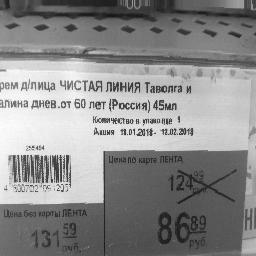 рем д/лица ЧИСТАЯ ЛИНИЯ Таволга и
алина днев.от 60 лет (Россия) 45мл
Количество в упаковке 1
Акция 18.01.2018 - 12.02.2018
255494
Цена по карте ЛЕНТА
124
86 89
руб.
Цена без карты ЛЕНТА
131 59
руб.